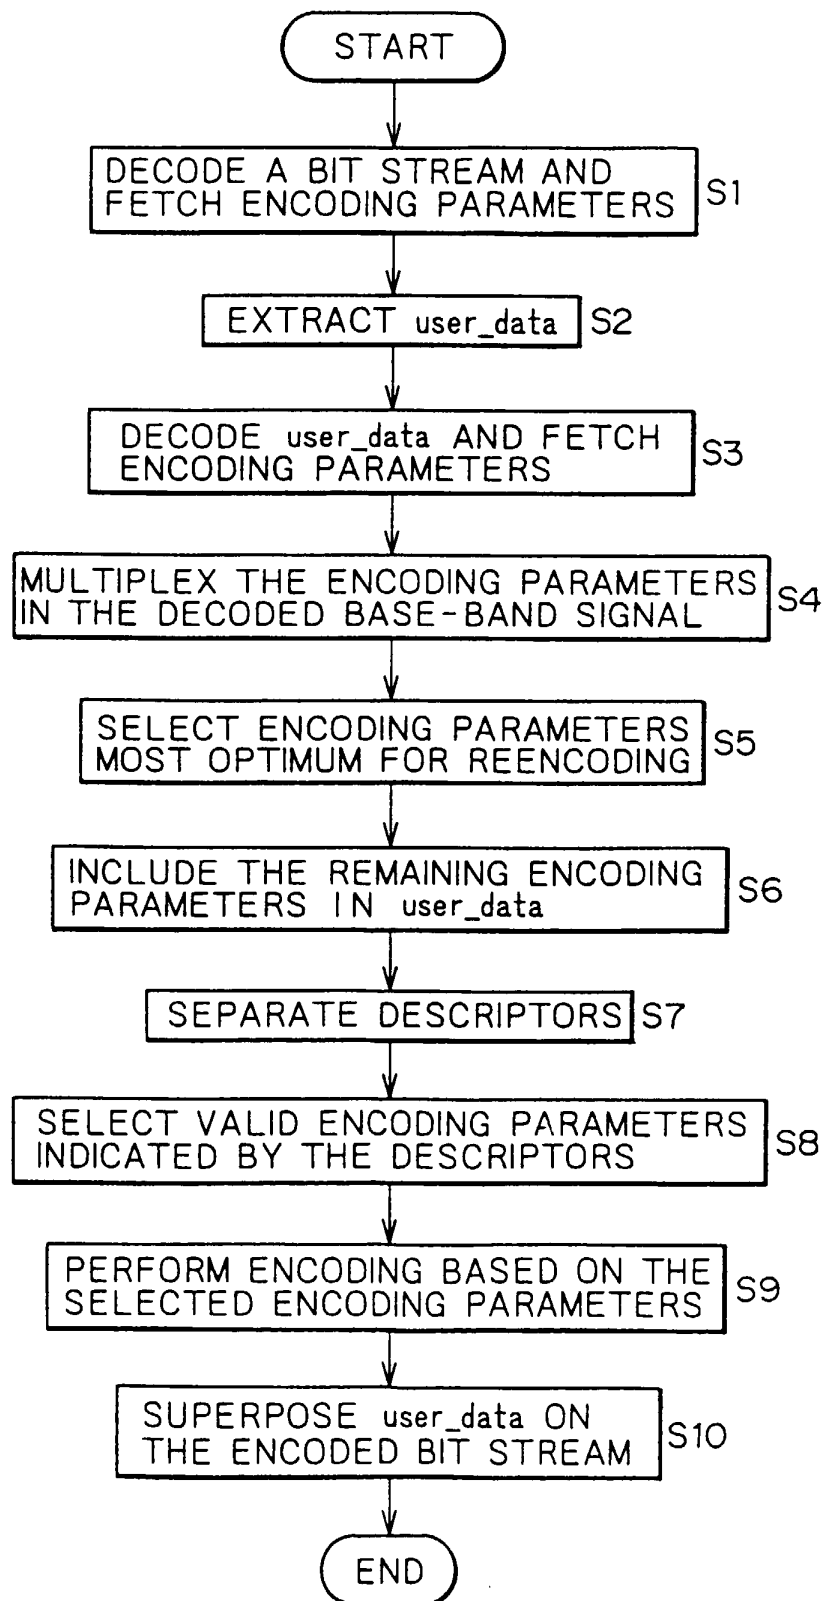 START
DECODE A BIT STREAM AND
FETCH ENCODING PARAMETERS S1
EXTRACT user_data S2
DECODE user_data AND FETCH
ENCODING PARAMETERS S3
MULTIPLEX THE ENCODING PARAMETERS
IN THE DECODED BASE-BAND SIGNAL S4
SELECT ENCODING PARAMETERS
MOST OPTIMUM FOR REENCODING S5
INCLUDE THE REMAINING ENCODING
PARAMETERS IN user_data S6
SEPARATE DESCRIPTORS S7
SELECT VALID ENCODING PARAMETERS
INDICATED BY THE DESCRIPTORS S8
PERFORM ENCODING BASED ON THE
SELECTED ENCODING PARAMETERS S9
SUPERPOSE user_data ON
THE ENCODED BIT STREAM S10
END